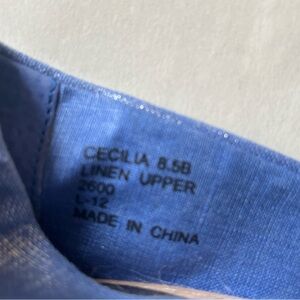 CECILIA 8.5B
LINEN UPPER
2600
L-12
MADE IN CHINA